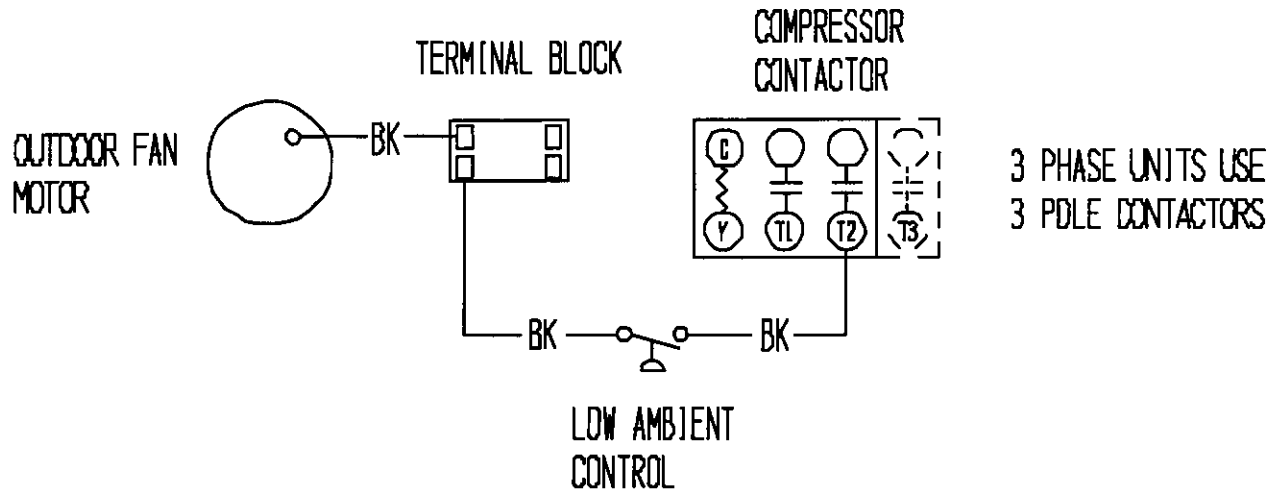 COMPRESSOR
CONTACTOR
TERMINAL BLOCK
OUTDOOR FAN
MOTOR
BK
C
Y
T1
T2
T3
3 PHASE UNITS USE
3 POLE CONTACTORS
BK
BK
LOW AMBIENT
CONTROL